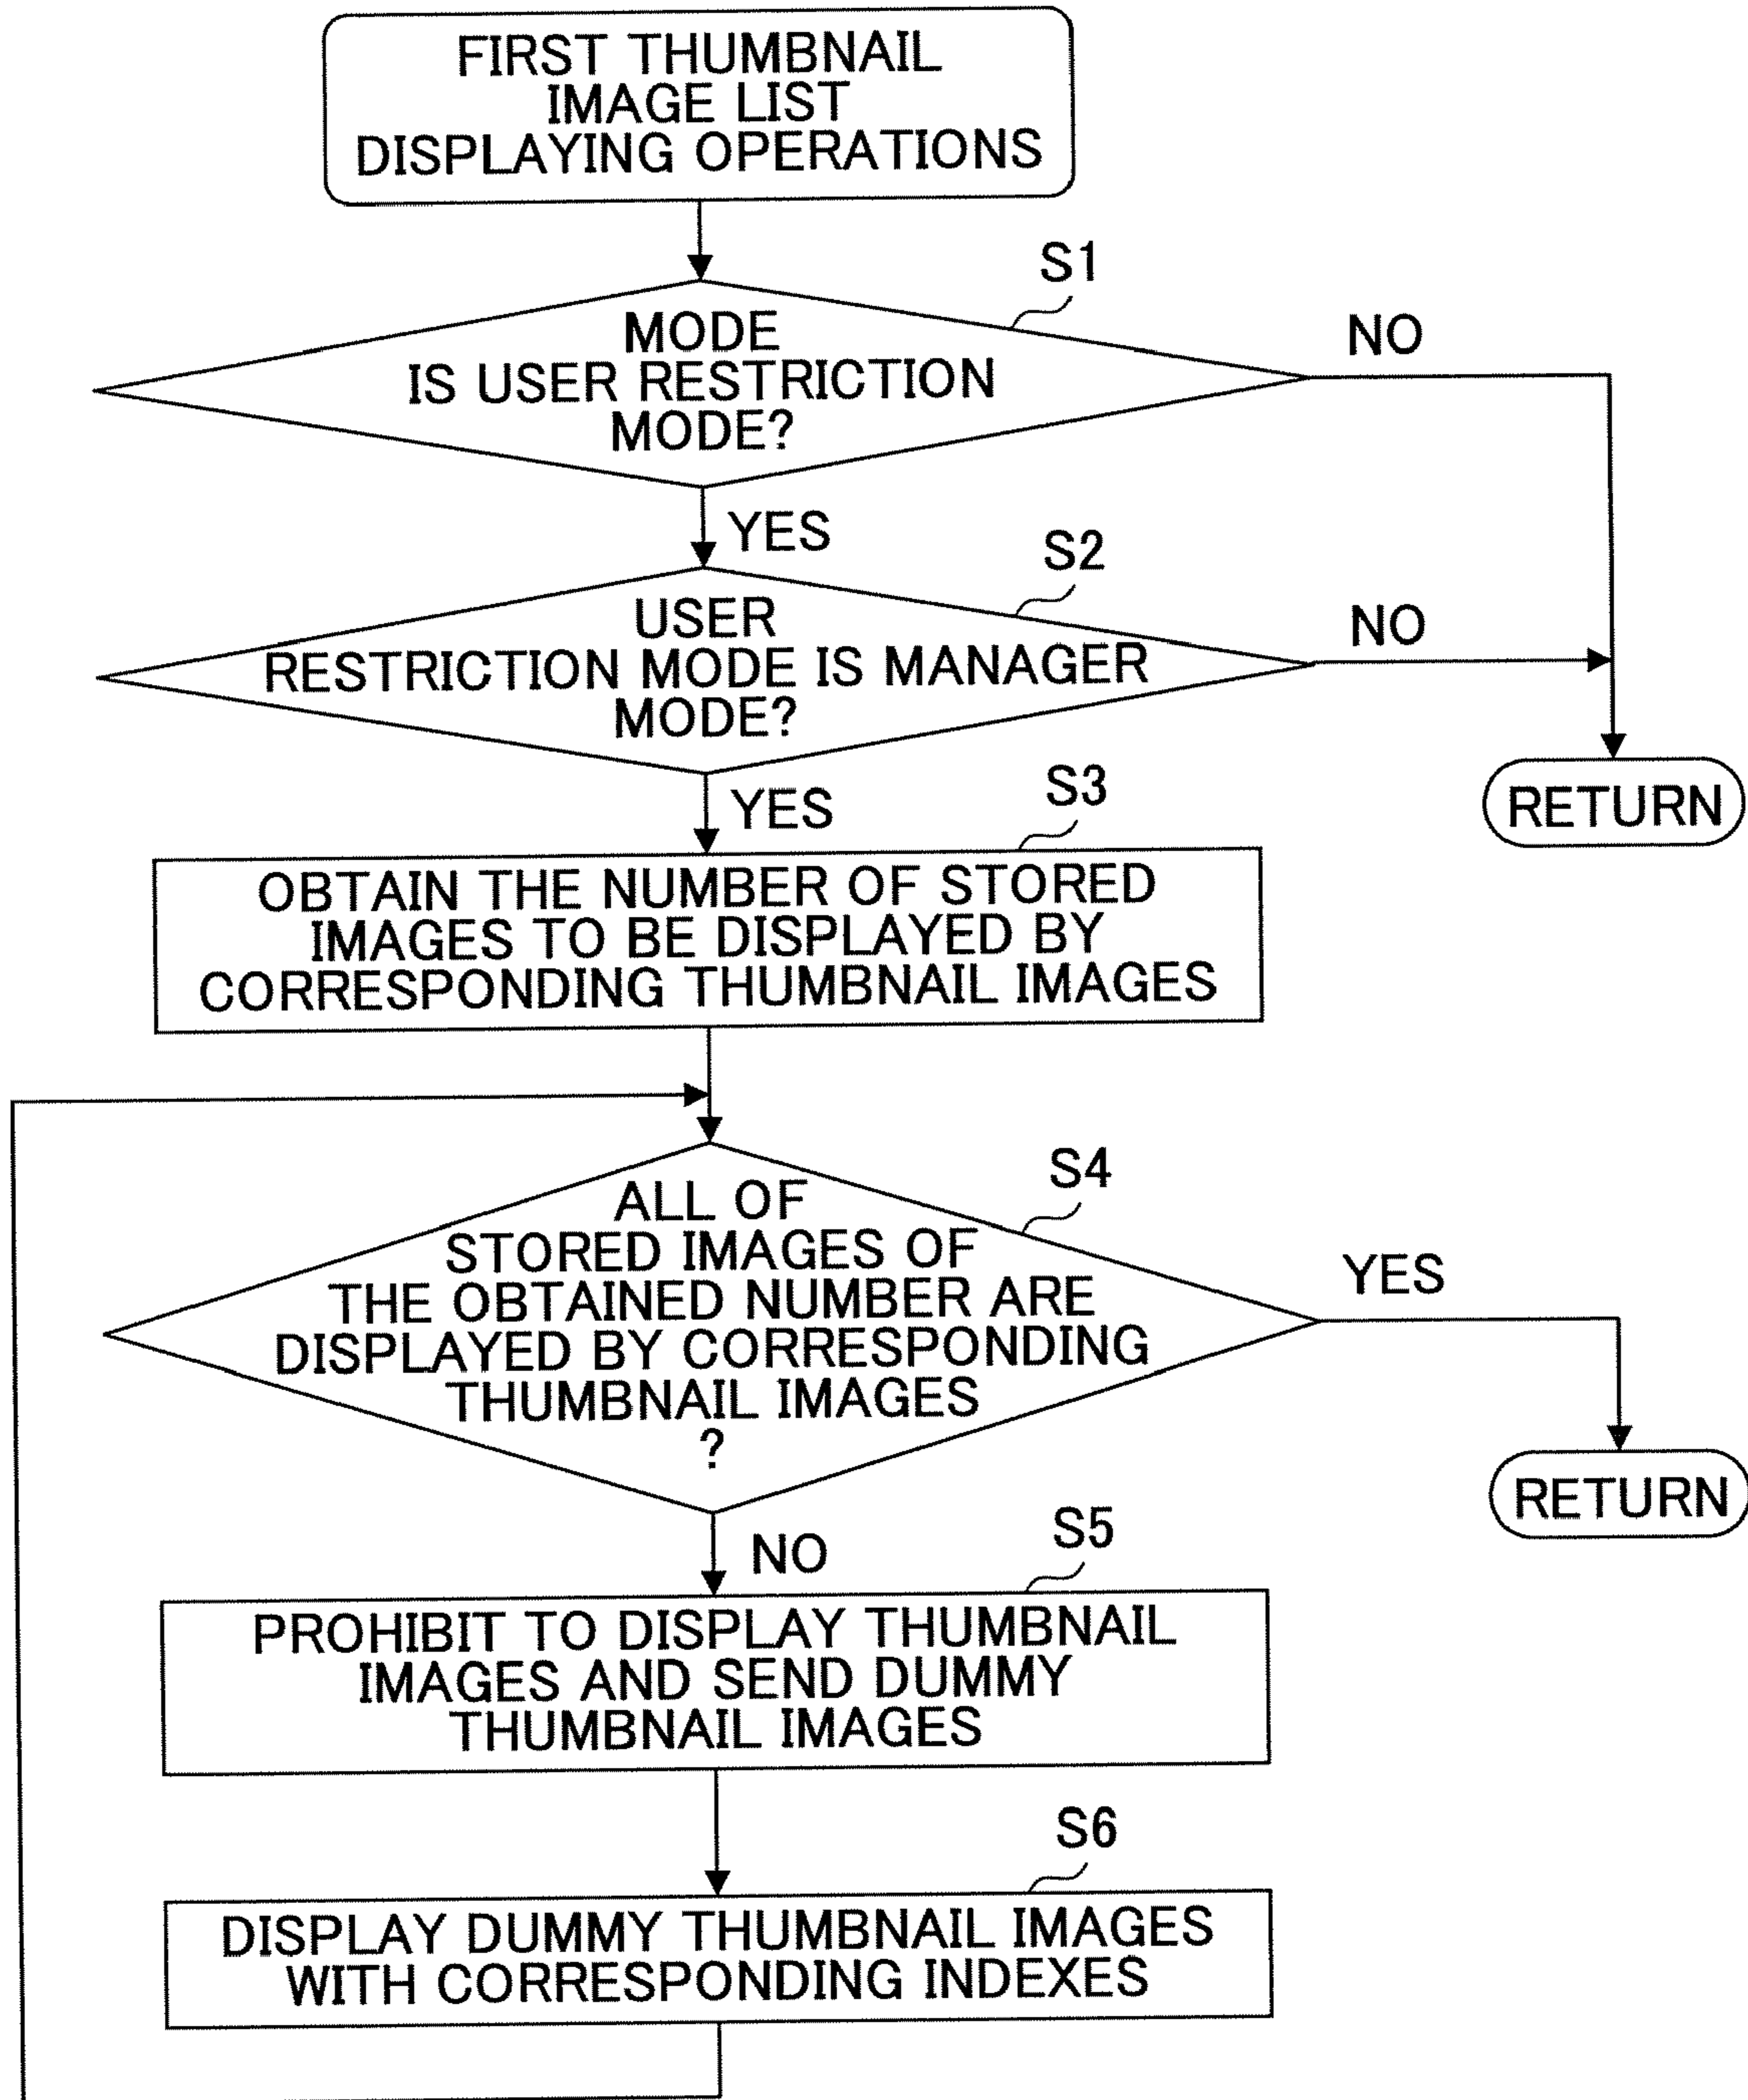 FIRST THUMBNAIL
IMAGE LIST
DISPLAYING OPERATIONS
S1
MODE
IS USER RESTRICTION
MODE?
NO
YES
S2
USER
RESTRICTION MODE IS MANAGER
MODE?
NO
RETURN
YES
S3
OBTAIN THE NUMBER OF STORED
IMAGES TO BE DISPLAYED BY
CORRESPONDING THUMBNAIL IMAGES
S4
ALL OF
STORED IMAGES OF
THE OBTAINED NUMBER ARE
DISPLAYED BY CORRESPONDING
THUMBNAIL IMAGES
?
YES
RETURN
NO
S5
PROHIBIT TO DISPLAY THUMBNAIL
IMAGES AND SEND DUMMY
THUMBNAIL IMAGES
S6
DISPLAY DUMMY THUMBNAIL IMAGES
WITH CORRESPONDING INDEXES